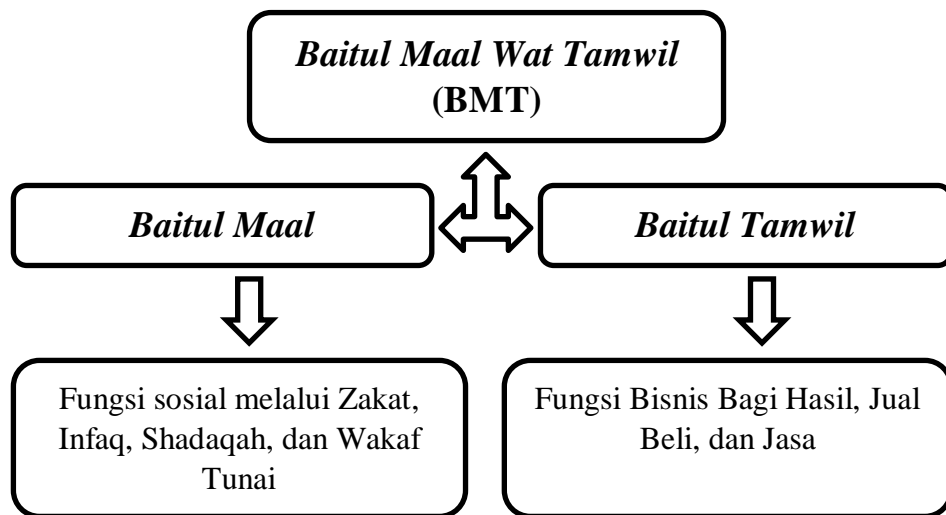 Baitul Maal Wat Tamwil
(BMT)
Baitul Maal
Baitul Tamwil
Fungsi sosial melalui Zakat,
Infaq, Shadaqah, dan Wakaf
Tunai
Fungsi Bisnis Bagi Hasil, Jual
Beli, dan Jasa